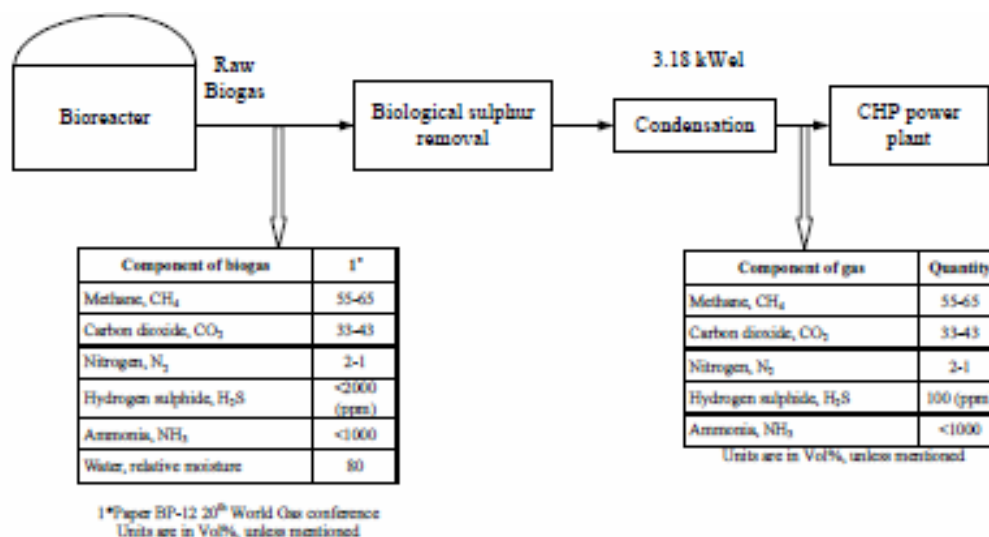 Bioreacter
Raw
Biogas
Biological sulphur
removal
3.18 kWel
Condensation
CHP power
plant
Component of biogas 1*
Methane, CH₄ 55-65
Carbon dioxide, CO₂ 33-43
Nitrogen, N₂ 2-1
Hydrogen sulphide, H₂S <2000 (ppm)
Ammonia, NH₃ <1000
Water, relative moisture 80
1*Paper BP-12 20th World Gas conference
Units are in Vol%, unless mentioned
Component of gas Quantity
Methane, CH₄ 55-65
Carbon dioxide, CO₂ 33-43
Nitrogen, N₂ 2-1
Hydrogen sulphide, H₂S 100 (ppm
Ammonia, NH₃ <1000
Units are in Vol%, unless mentioned